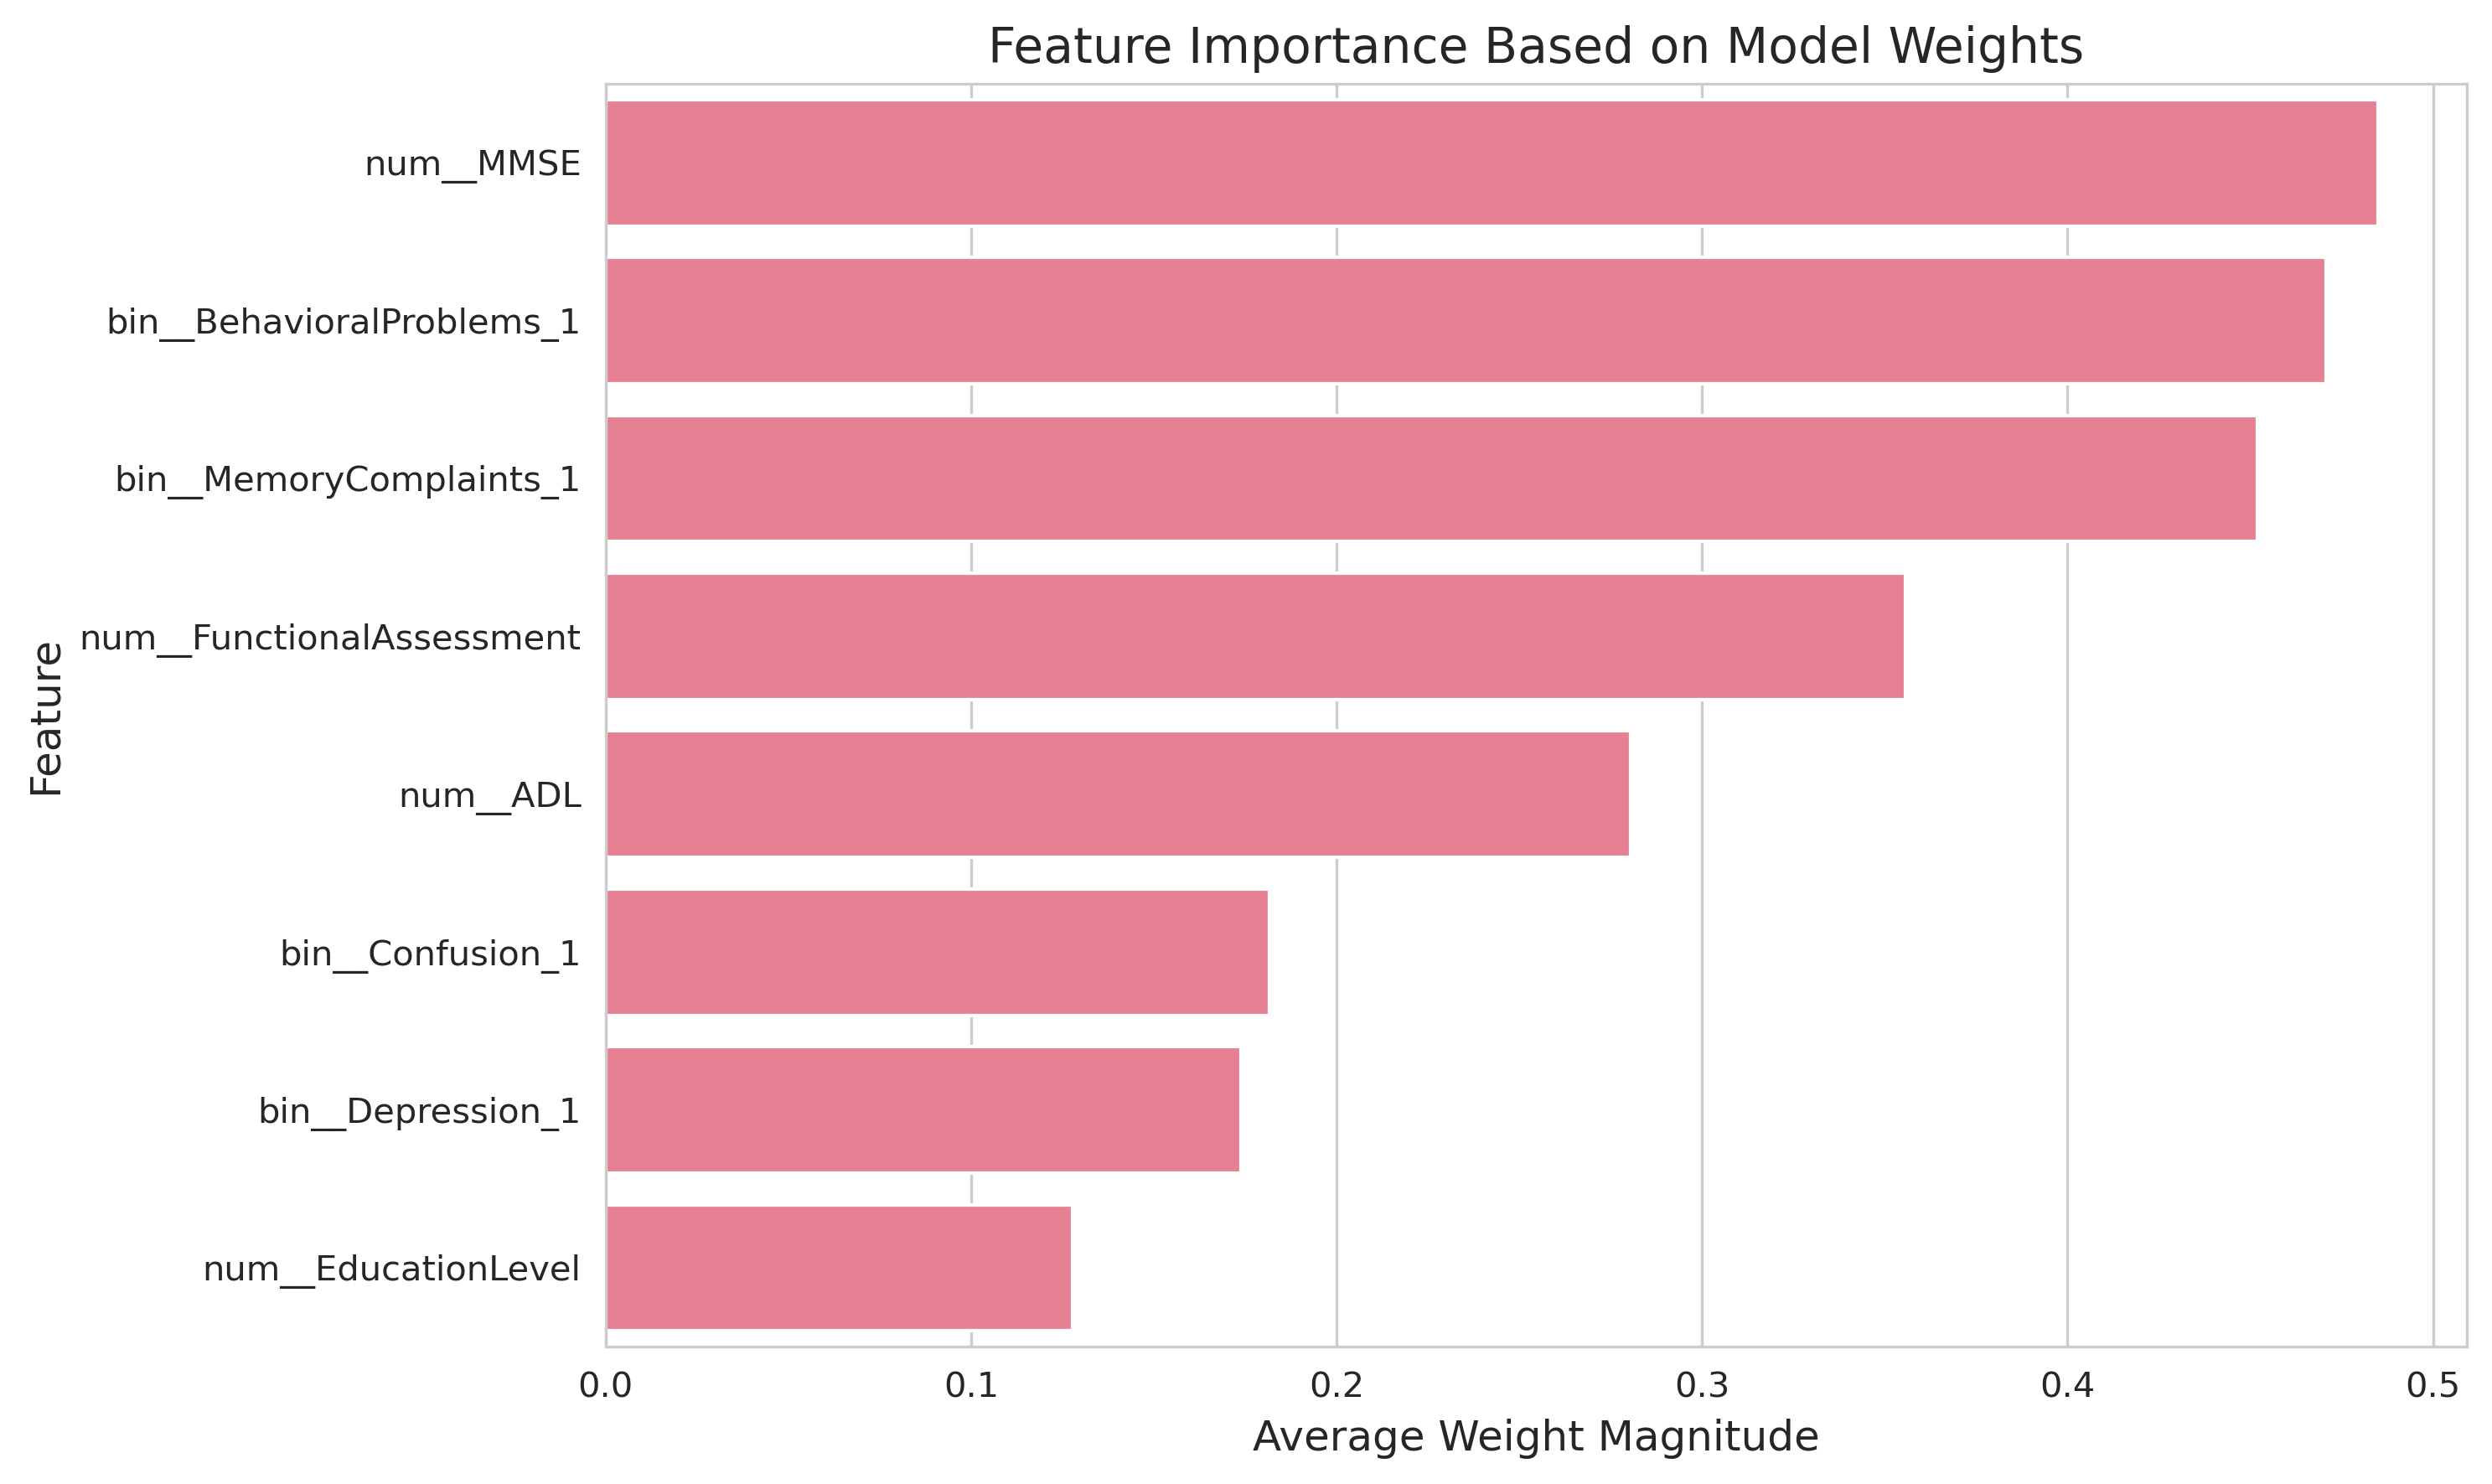 Feature Importance Based on Model Weights
Feature
num__MMSE
bin__BehavioralProblems_1
bin__MemoryComplaints_1
num__FunctionalAssessment
num__ADL
bin__Confusion_1
bin__Depression_1
num__EducationLevel
0.0 0.1 0.2 0.3 0.4 0.5
Average Weight Magnitude